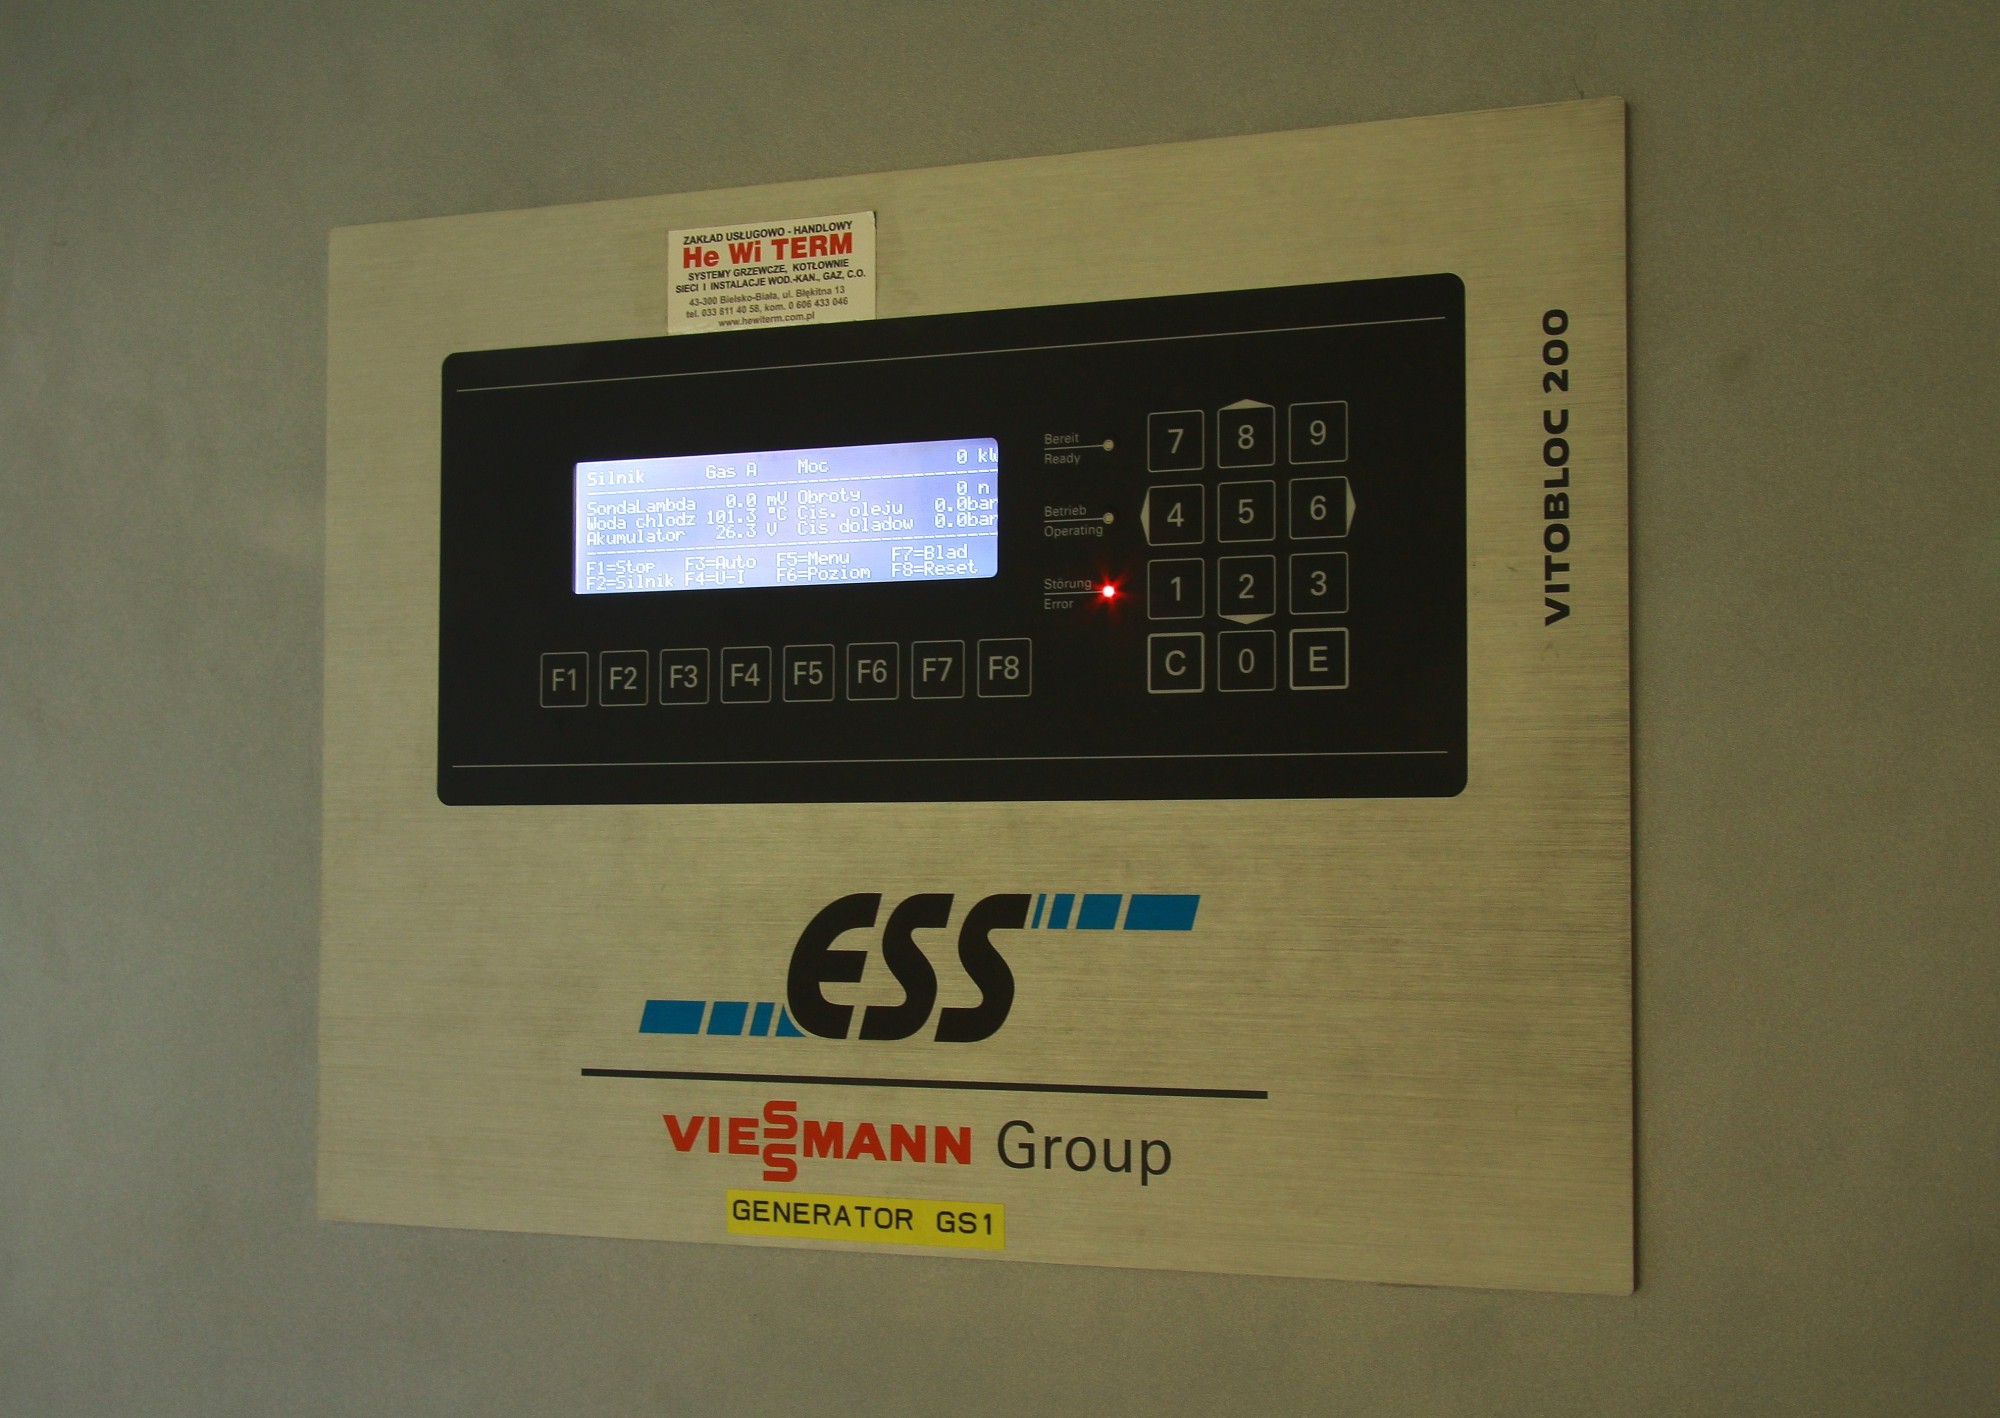 ZAKŁAD USŁUGOWO - HANDLOWY
He Wi TERM
SYSTEMY GRZEWCZE, KOTŁOWNIE
SIECI I INSTALACJE WOD.-KAN., GAZ, C.O.
43-300 Bielsko-Biała, ul. Błękitna 13
tel. 033 811 40 58, kom. 0 606 433 046
www.hewiterm.com.pl
Silnik Gas A Moc 0 kW
SondaLambda 0.0 mV Obroty 0 n
Woda chlodz 101.3 °C Cis. oleju 0.0bar
Akumulator 26.3 V Cis doladow 0.0bar
F1=Stop F3=Auto F5=Menu F7=Blad
F2=Silnik F4=U-I F6=Poziom F8=Reset
F1 F2 F3 F4 F5 F6 F7 F8
Bereit
Ready
Betrieb
Operating
Störung
Error
7 8 9
4 5 6
1 2 3
C 0 E
VITOBLOC 200
ESS
VIESSMANN Group
GENERATOR GS1